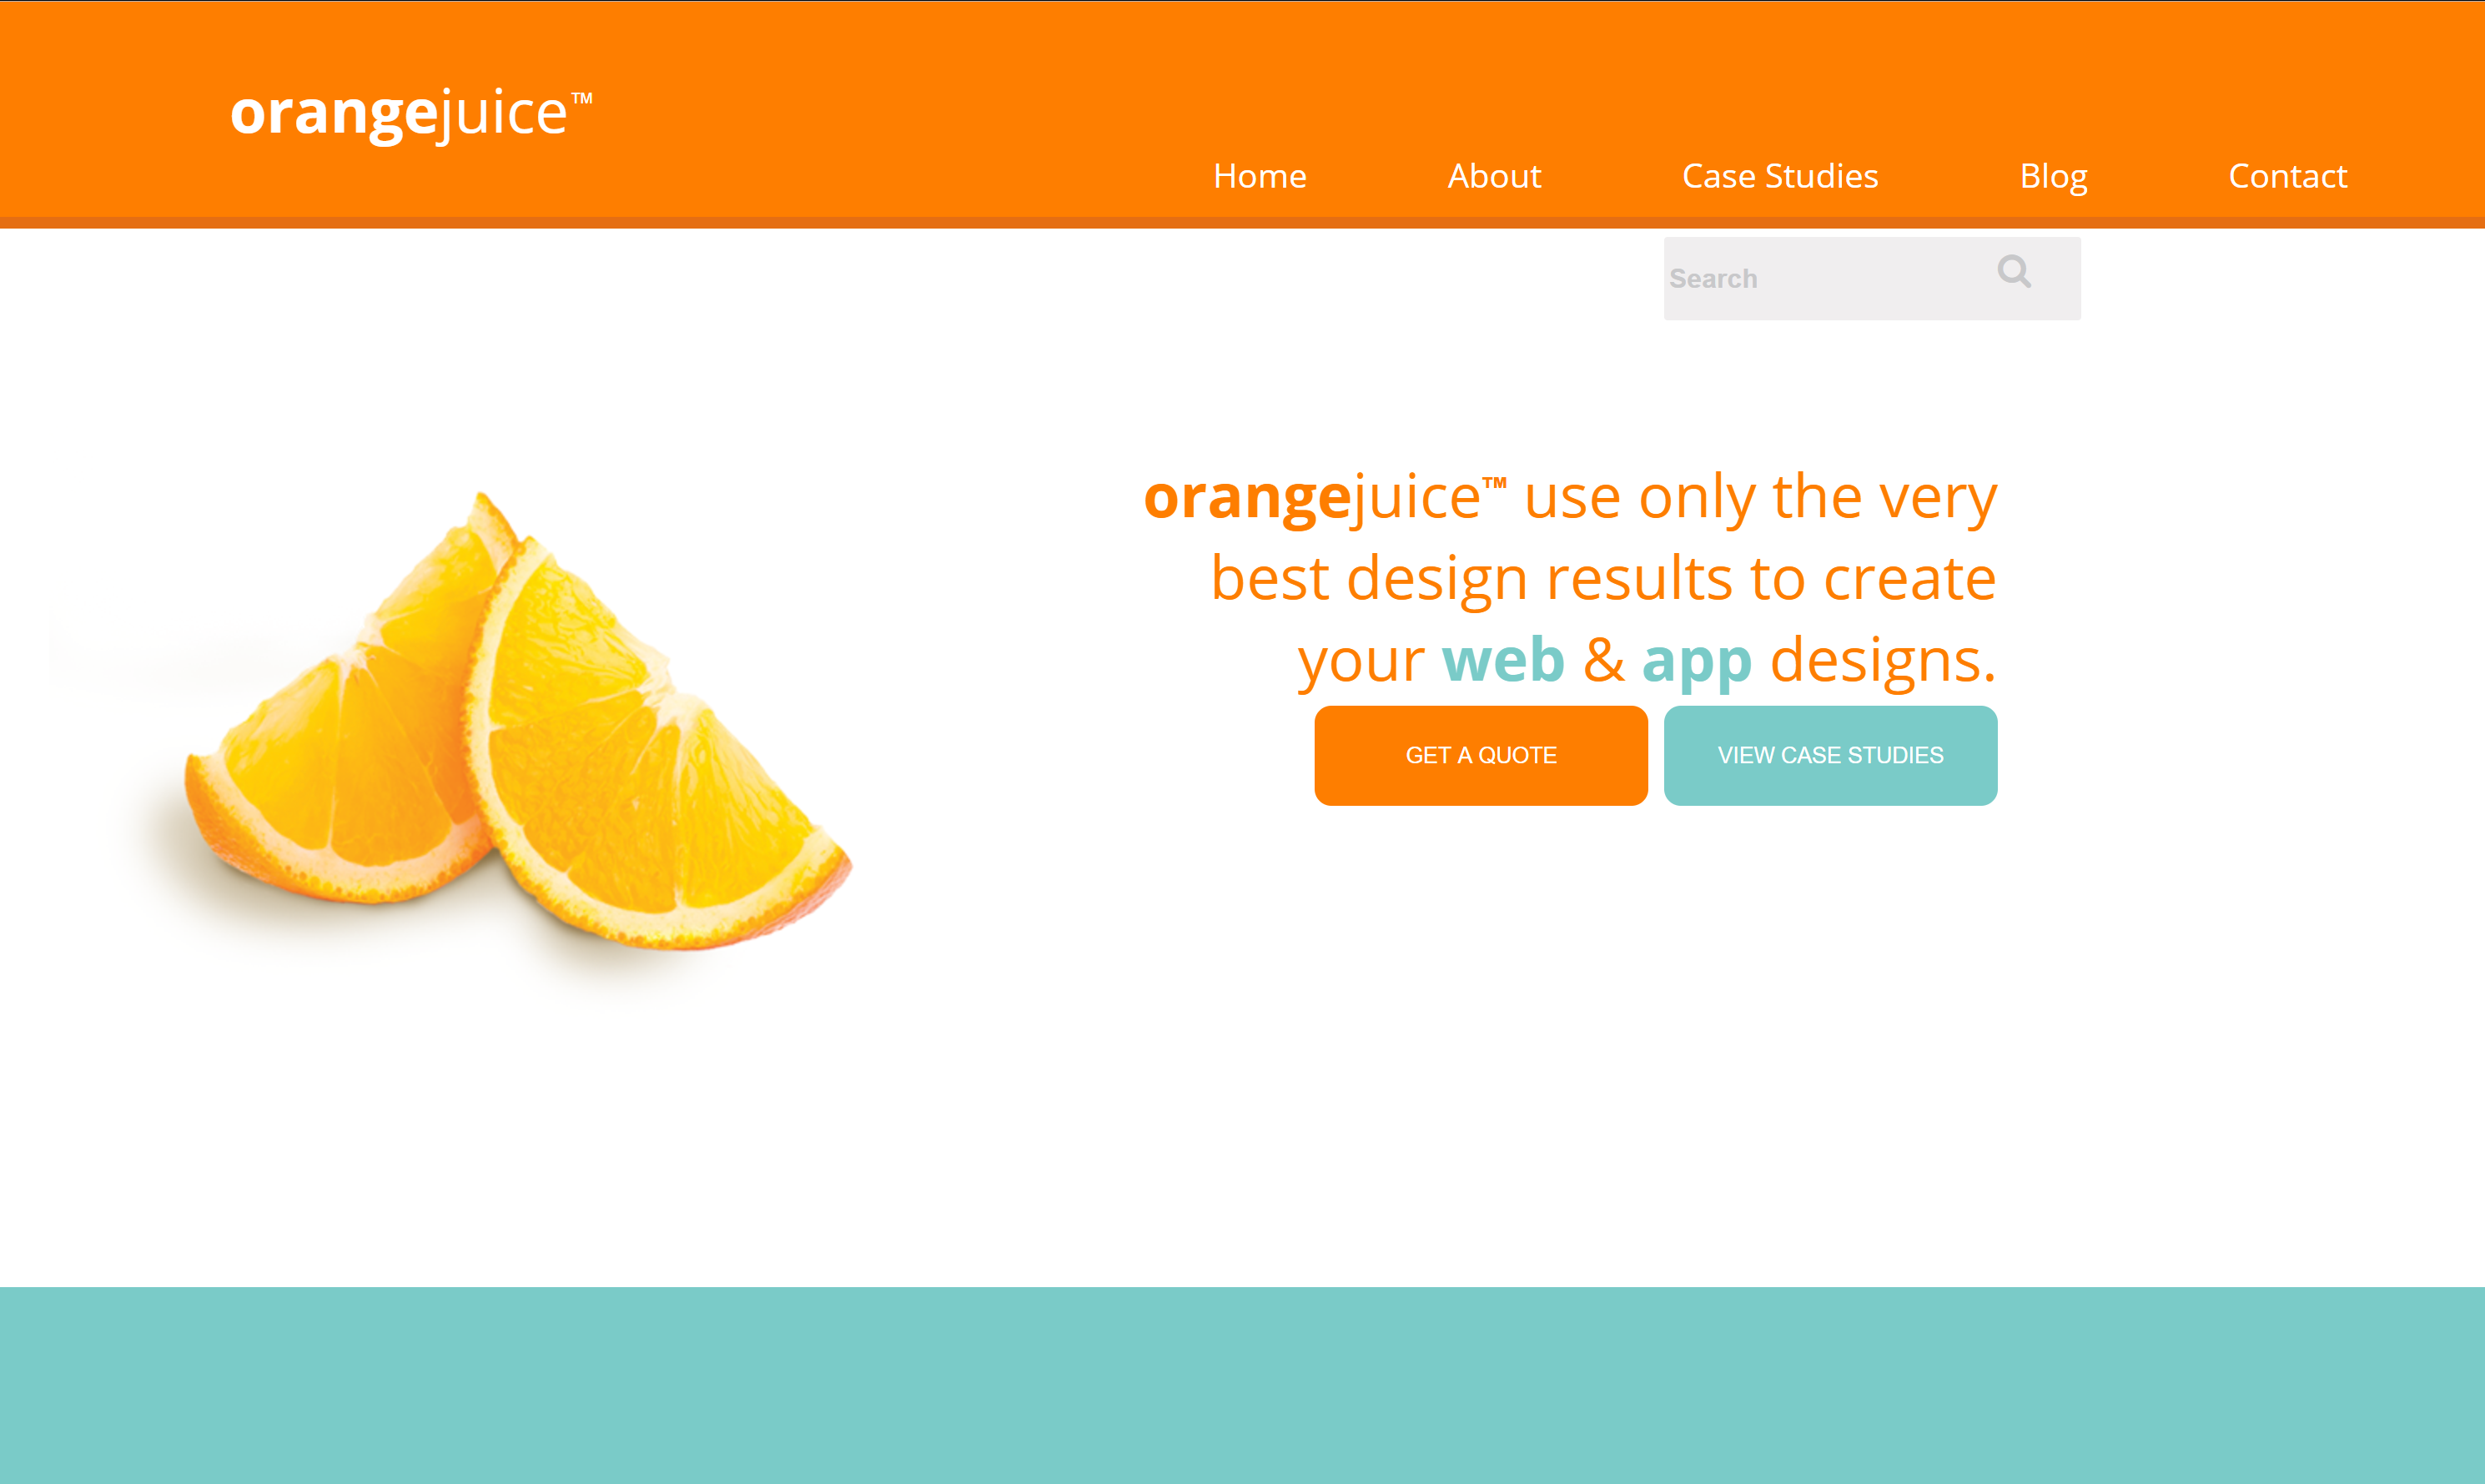 orangejuice™
Home About Case Studies Blog Contact
Search
orangejuice™ use only the very
best design results to create
your web & app designs.
GET A QUOTE VIEW CASE STUDIES